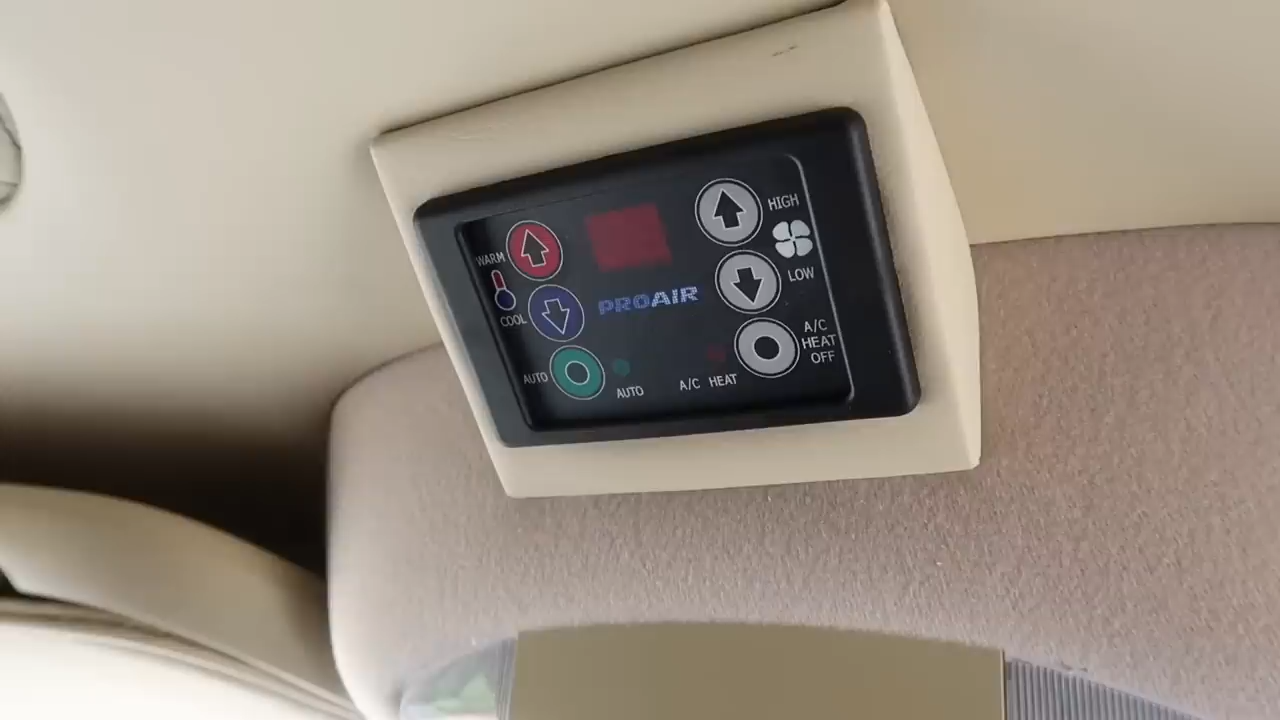 WARM
COOL
AUTO
AUTO
PROAIR
A/C HEAT
HIGH
LOW
A/C
HEAT
OFF